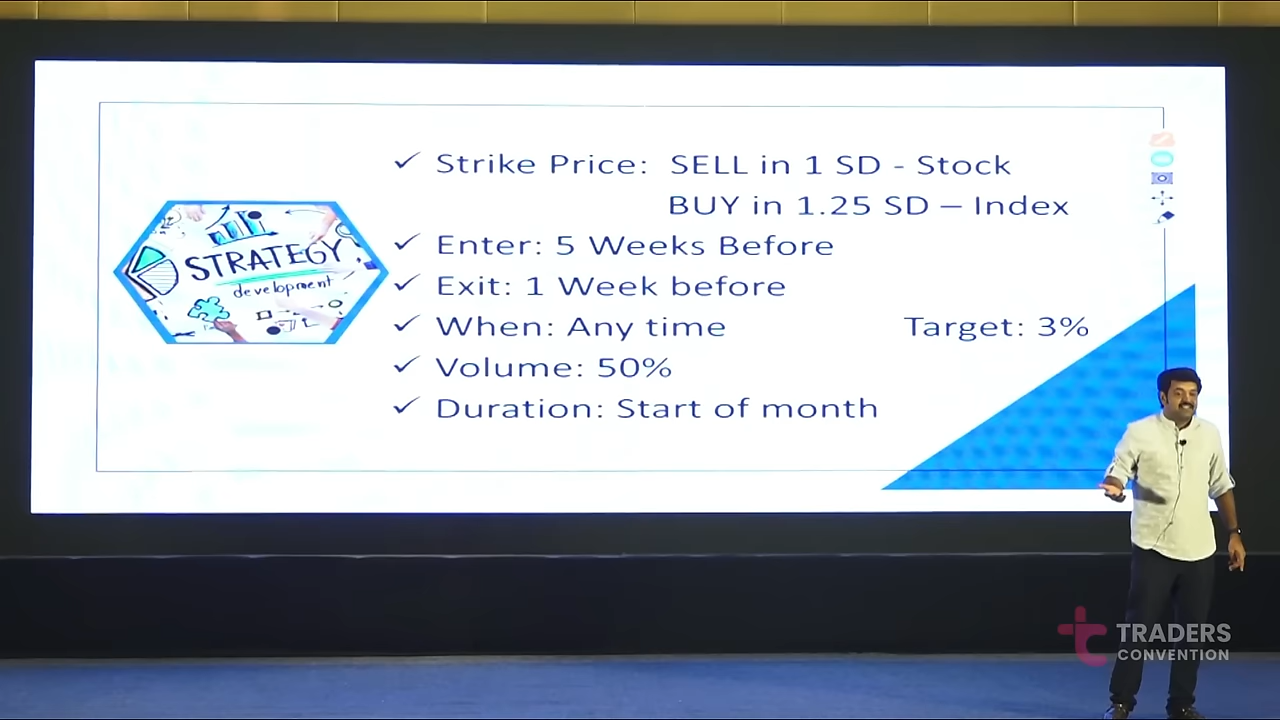 Strike Price: SELL in 1 SD - Stock
BUY in 1.25 SD – Index
Enter: 5 Weeks Before
Exit: 1 Week before
When: Any time
Target: 3%
Volume: 50%
Duration: Start of month
STRATEGY
development
TRADERS
CONVENTION